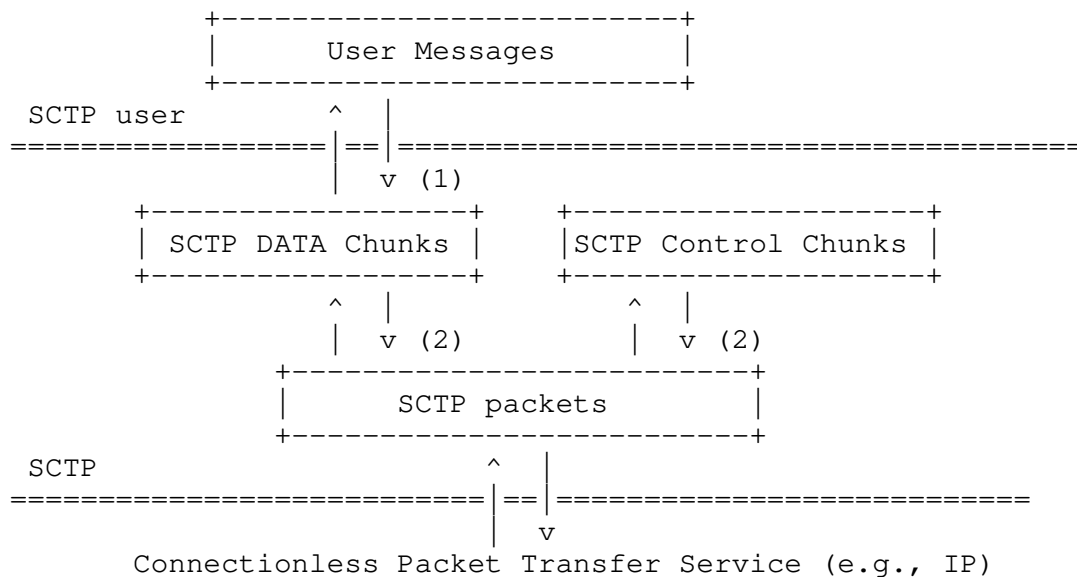 User Messages
SCTP user
(1)
SCTP DATA Chunks SCTP Control Chunks
(2) (2)
SCTP packets
SCTP
Connectionless Packet Transfer Service (e.g., IP)